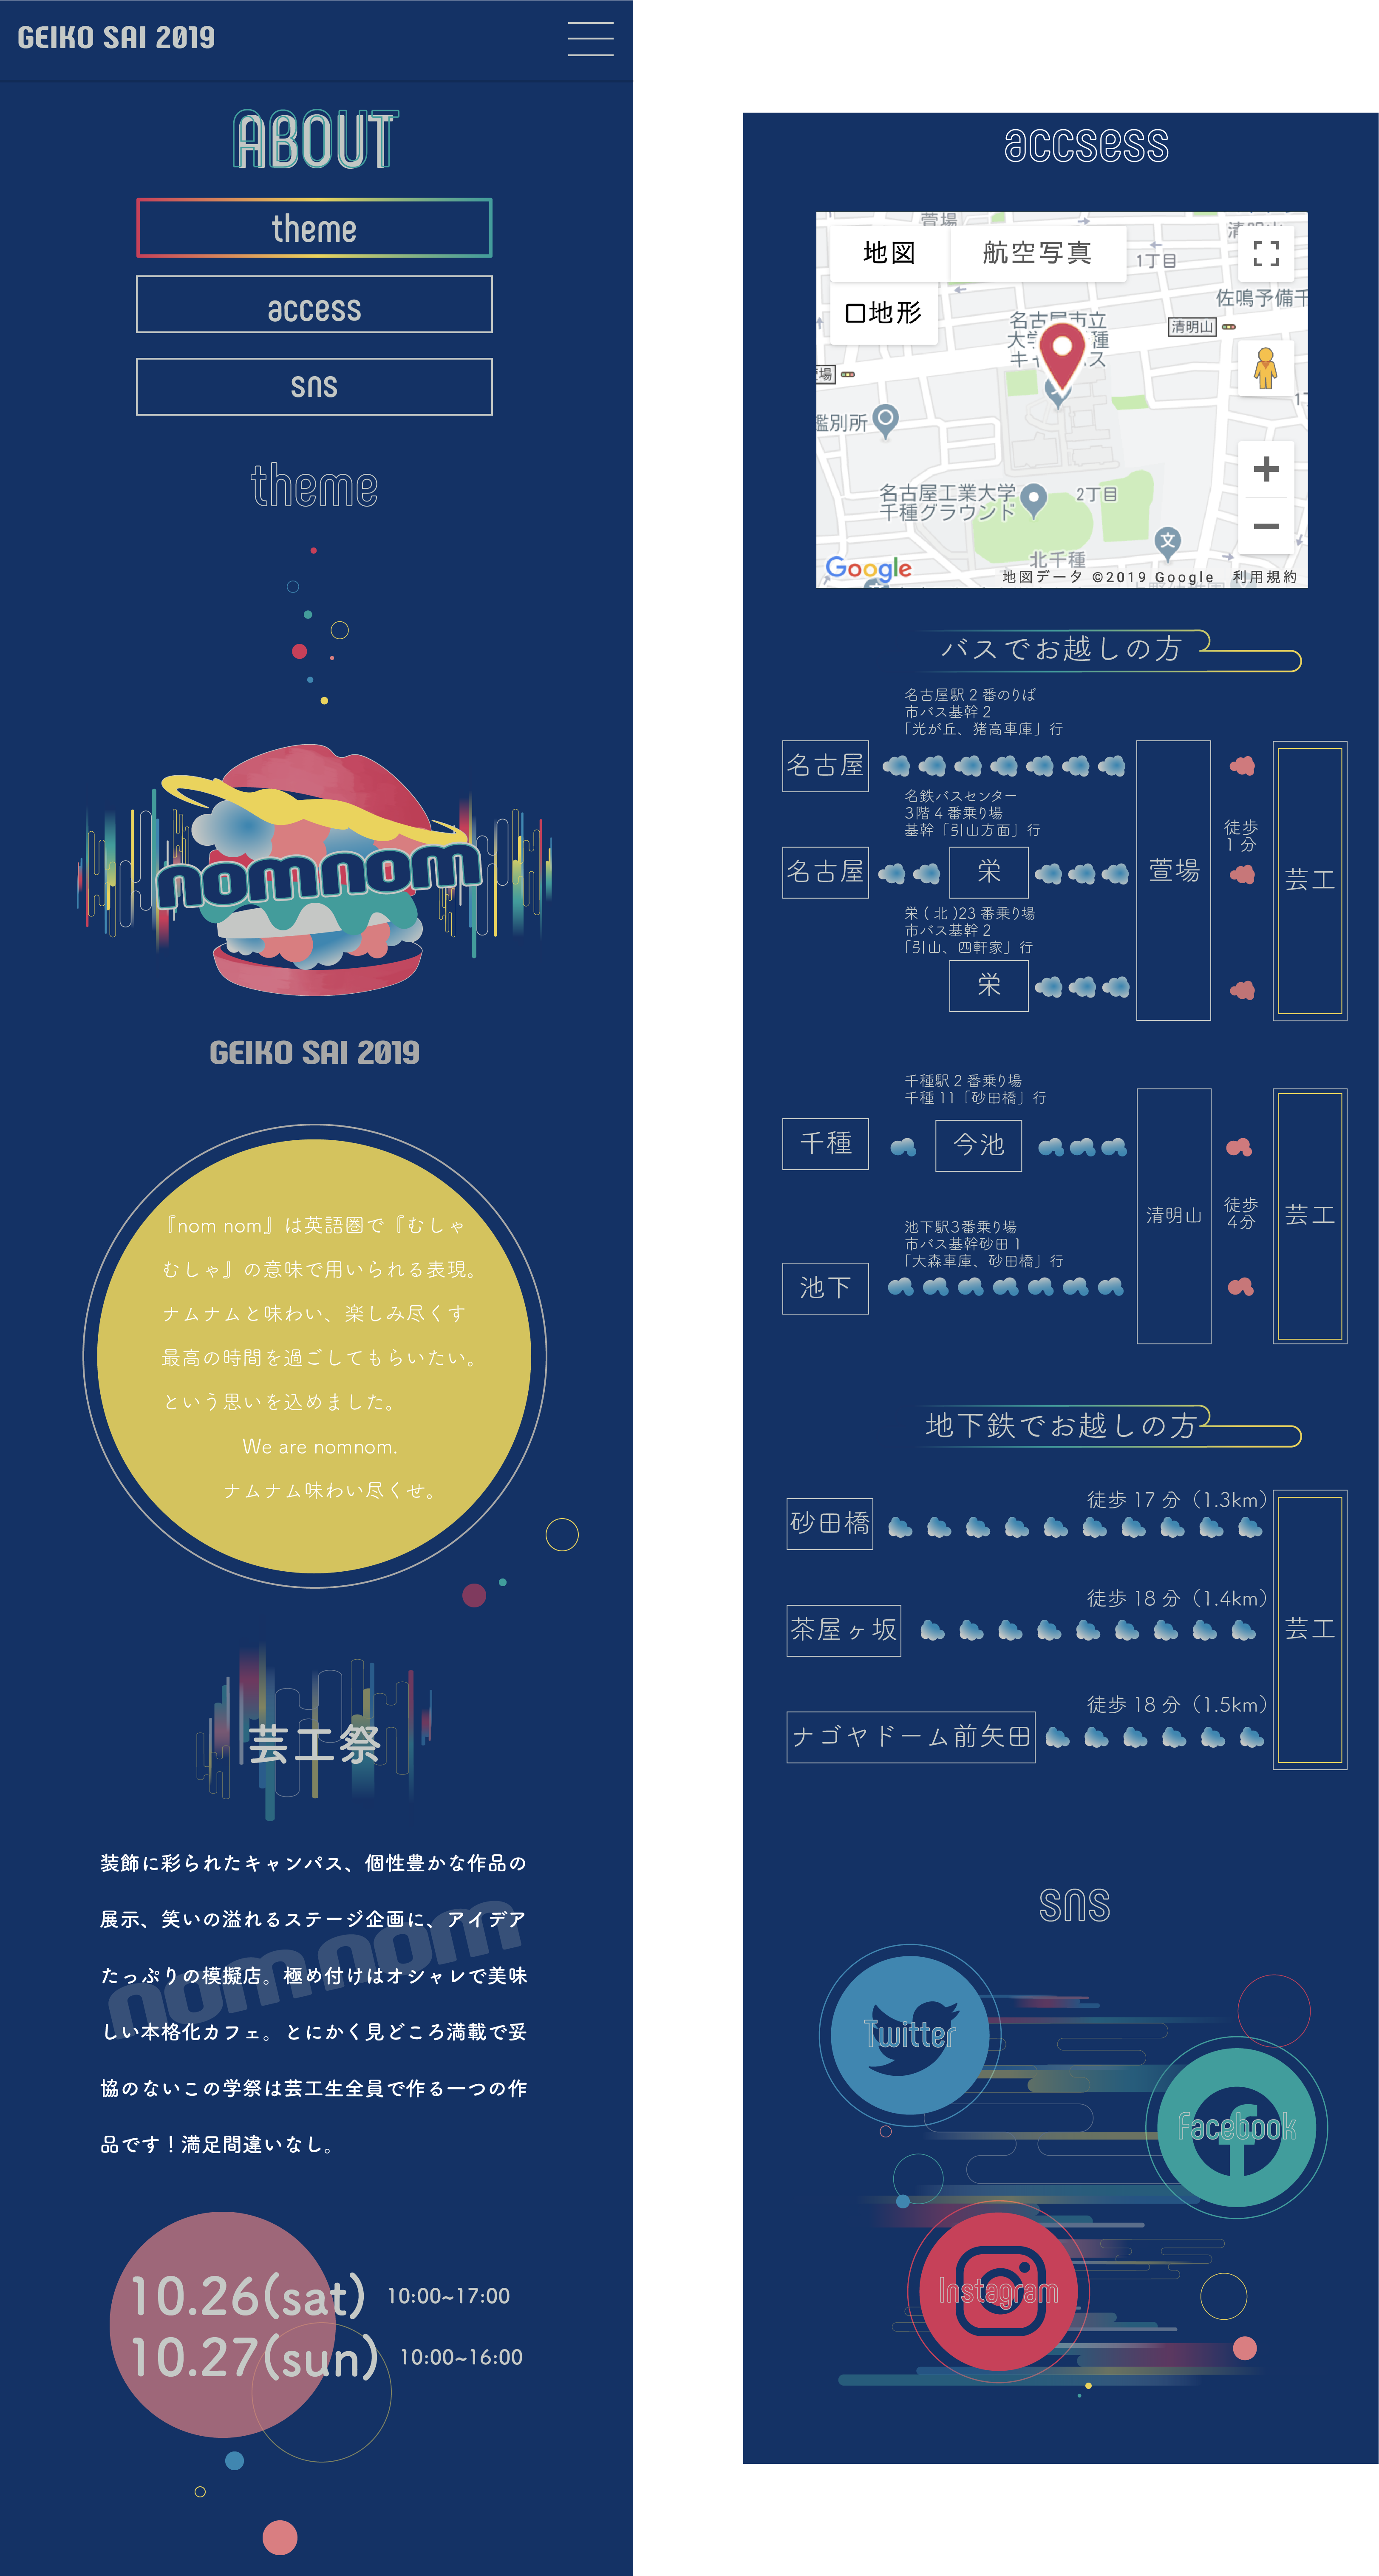 GEIKO SAI 2019
ABOUT
theme
access
sns
theme
nomnom
GEIKO SAI 2019
『nom nom』は英語圏で『むしゃ
むしゃ』の意味で用いられる表現。
ナムナムと味わい、楽しみ尽くす
最高の時間を過ごしてもらいたい。
という思いを込めました。
We are nomnom.
ナムナム味わい尽くせ。
芸工祭
nomnom
装飾に彩られたキャンパス、個性豊かな作品の
展示、笑いの溢れるステージ企画に、アイデア
たっぷりの模擬店。極め付けはオシャレで美味
しい本格化カフェ。とにかく見どころ満載で妥
協のないこの学祭は芸工生全員で作る一つの作
品です！満足間違いなし。
10.26(sat) 10:00~17:00
10.27(sun) 10:00~16:00
accsess
萱場
地図 航空写真
1丁目
佐鳴予備千
地形
名古屋市立
清明山
場
鑑別所
名古屋工業大学
千種グラウンド
2丁目
文
北千種
Google
地図データ ©2019 Google 利用規約
バスでお越しの方
名古屋駅 2 番のりば
市バス基幹 2
「光が丘、猪高車庫」行
名古屋
名鉄バスセンター
3階 4 番乗り場
基幹「引山方面」行
名古屋
栄
萱場
徒歩
1 分
芸工
栄 ( 北 )23 番乗り場
市バス基幹 2
「引山、四軒家」行
栄
千種駅 2 番乗り場
千種 11「砂田橋」行
千種
今池
清明山
徒歩
4分
芸工
池下駅3番乗り場
市バス基幹砂田 1
「大森車庫、砂田橋」行
池下
地下鉄でお越しの方
徒歩 17 分（1.3km）
砂田橋
徒歩 18 分（1.4km）
茶屋ヶ坂
芸工
徒歩 18 分（1.5km）
ナゴヤドーム前矢田
sns
Twitter
Facebook
Instagram